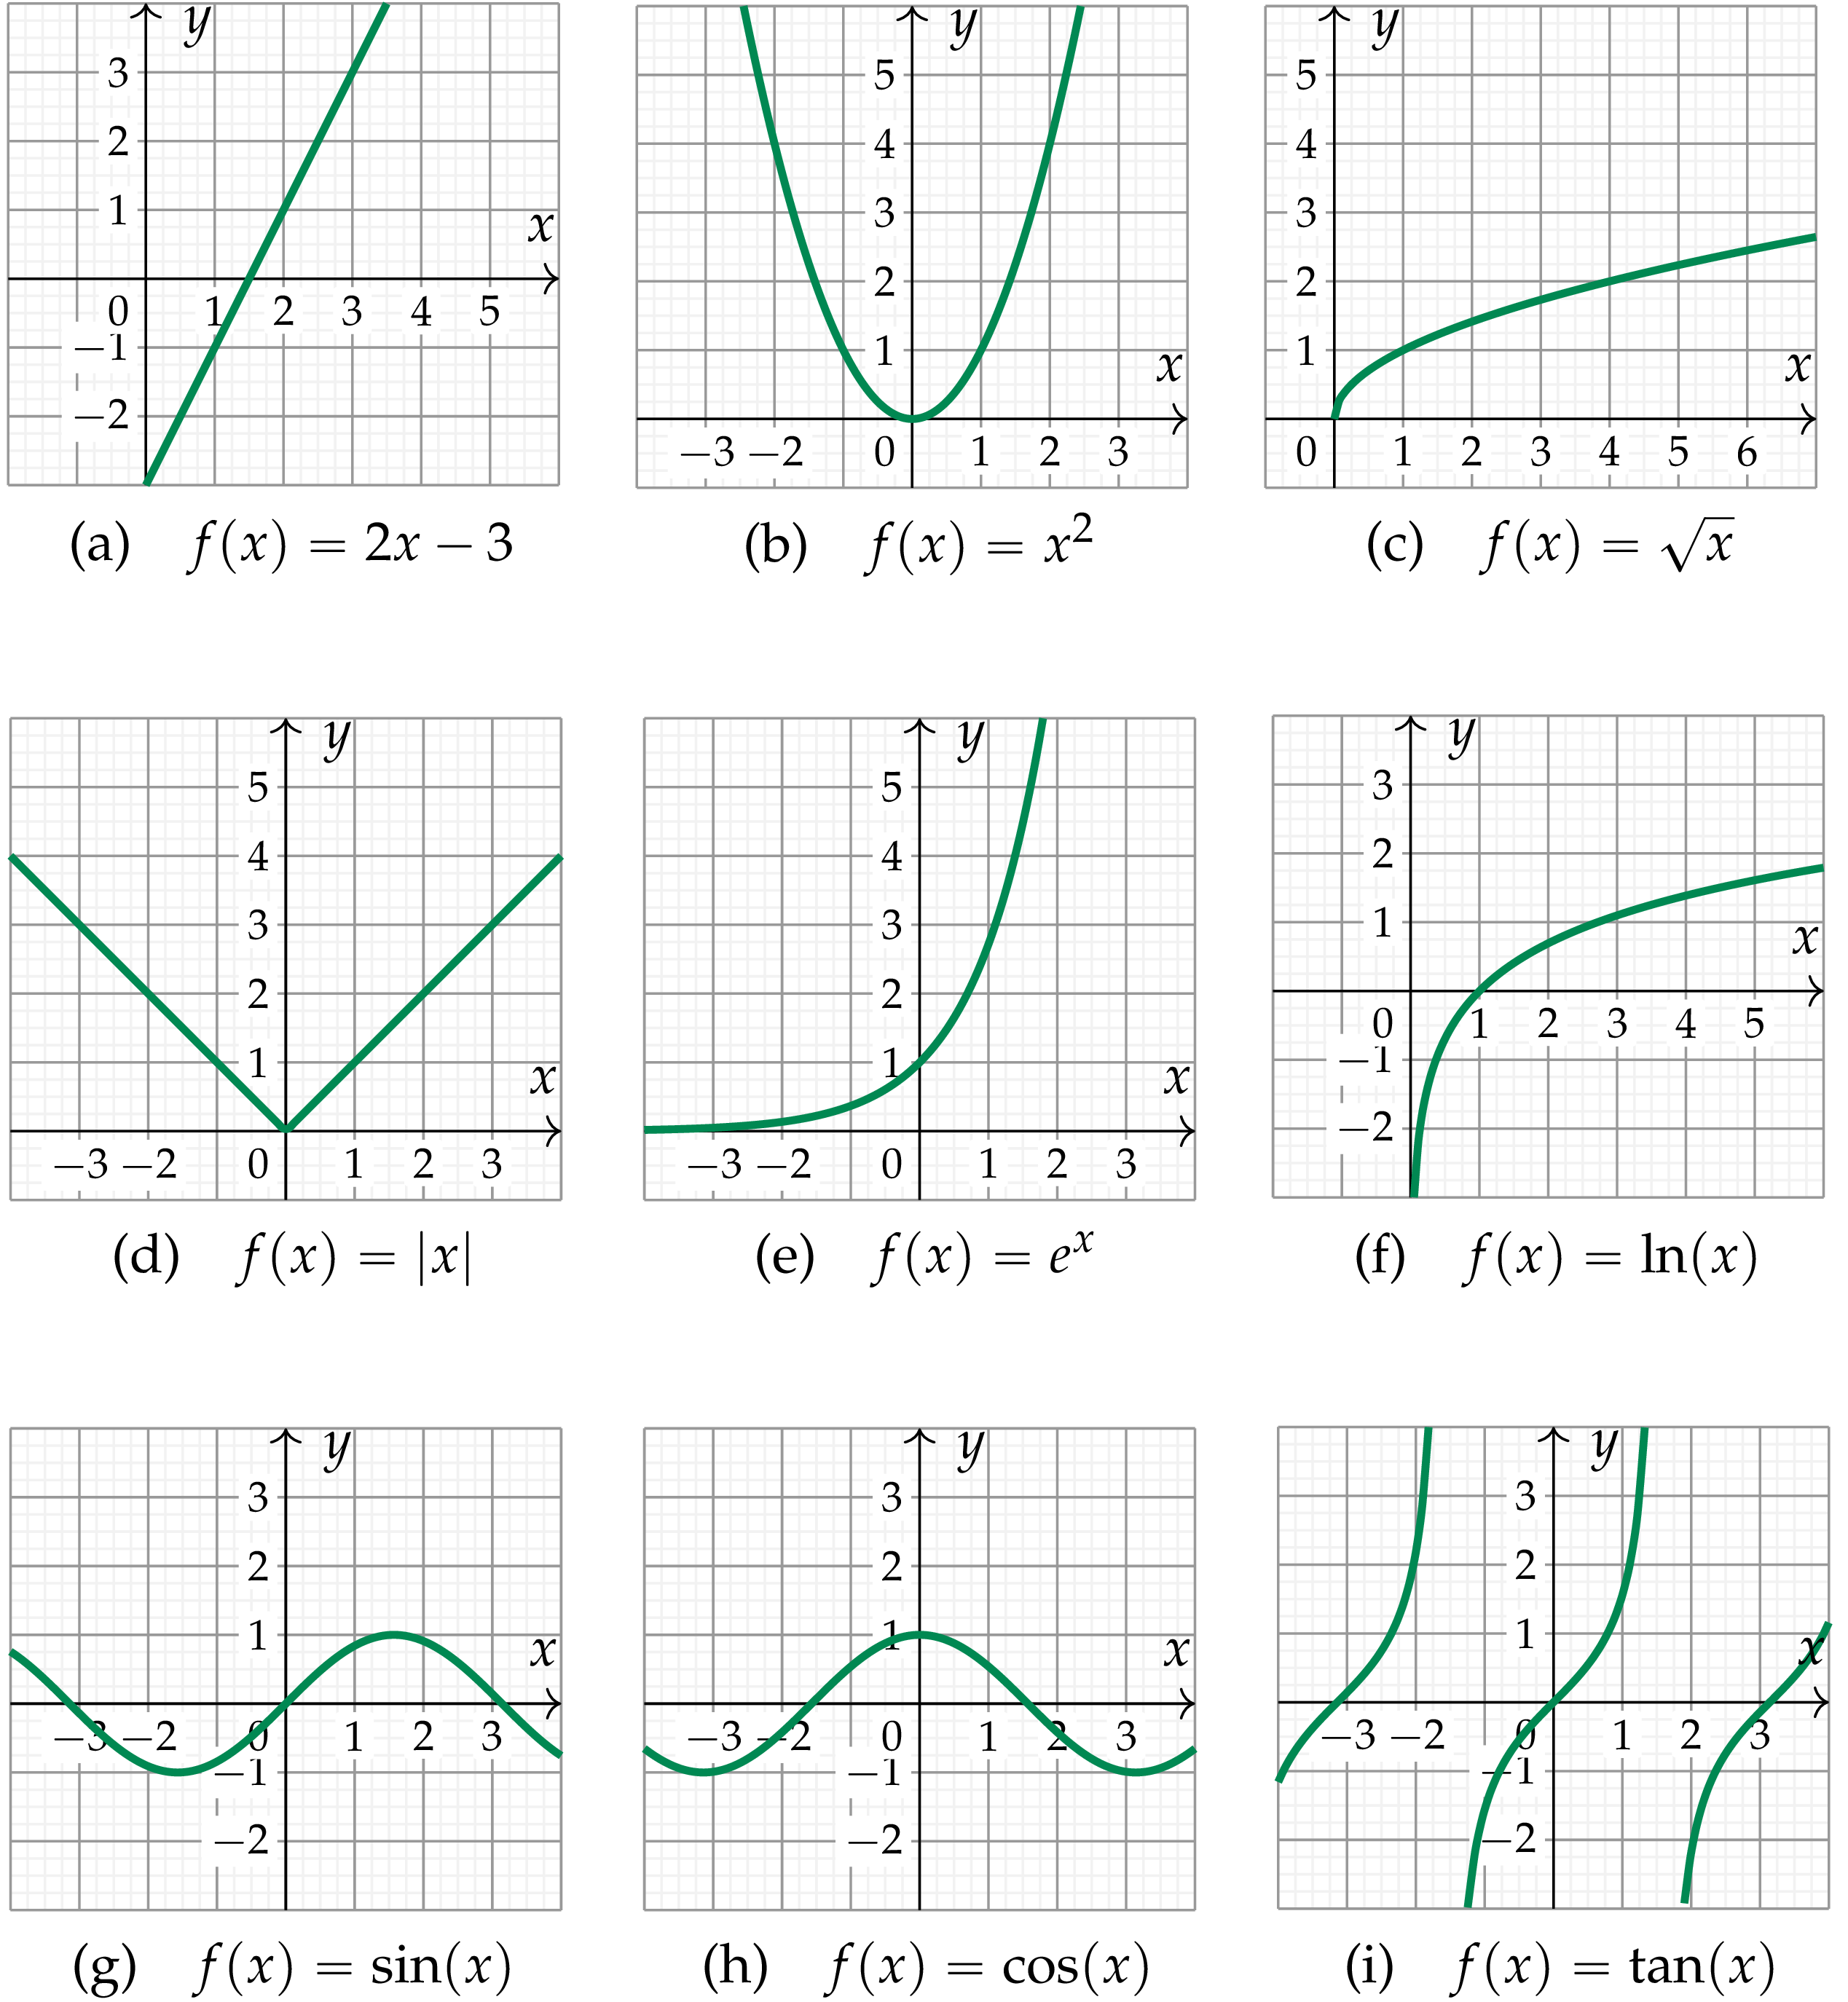 y
3
2
1
x
0 1 2 3 4 5
−1
−2
(a) f(x) = 2x − 3
y
5
4
3
2
1
x
−3 −2 0 1 2 3
(b) f(x) = x²
y
5
4
3
2
1
x
0 1 2 3 4 5 6
(c) f(x) = √x
y
5
4
3
2
1
x
−3 −2 0 1 2 3
(d) f(x) = |x|
y
5
4
3
2
1
x
−3 −2 0 1 2 3
(e) f(x) = eˣ
y
3
2
1
x
0 1 2 3 4 5
−1
−2
(f) f(x) = ln(x)
y
3
2
1
x
−3 −2 0 1 2 3
−1
−2
(g) f(x) = sin(x)
y
3
2
1
x
−3 −2 0 1 2 3
−1
−2
(h) f(x) = cos(x)
y
3
2
1
x
−3 −2 0 1 2 3
−1
−2
(i) f(x) = tan(x)